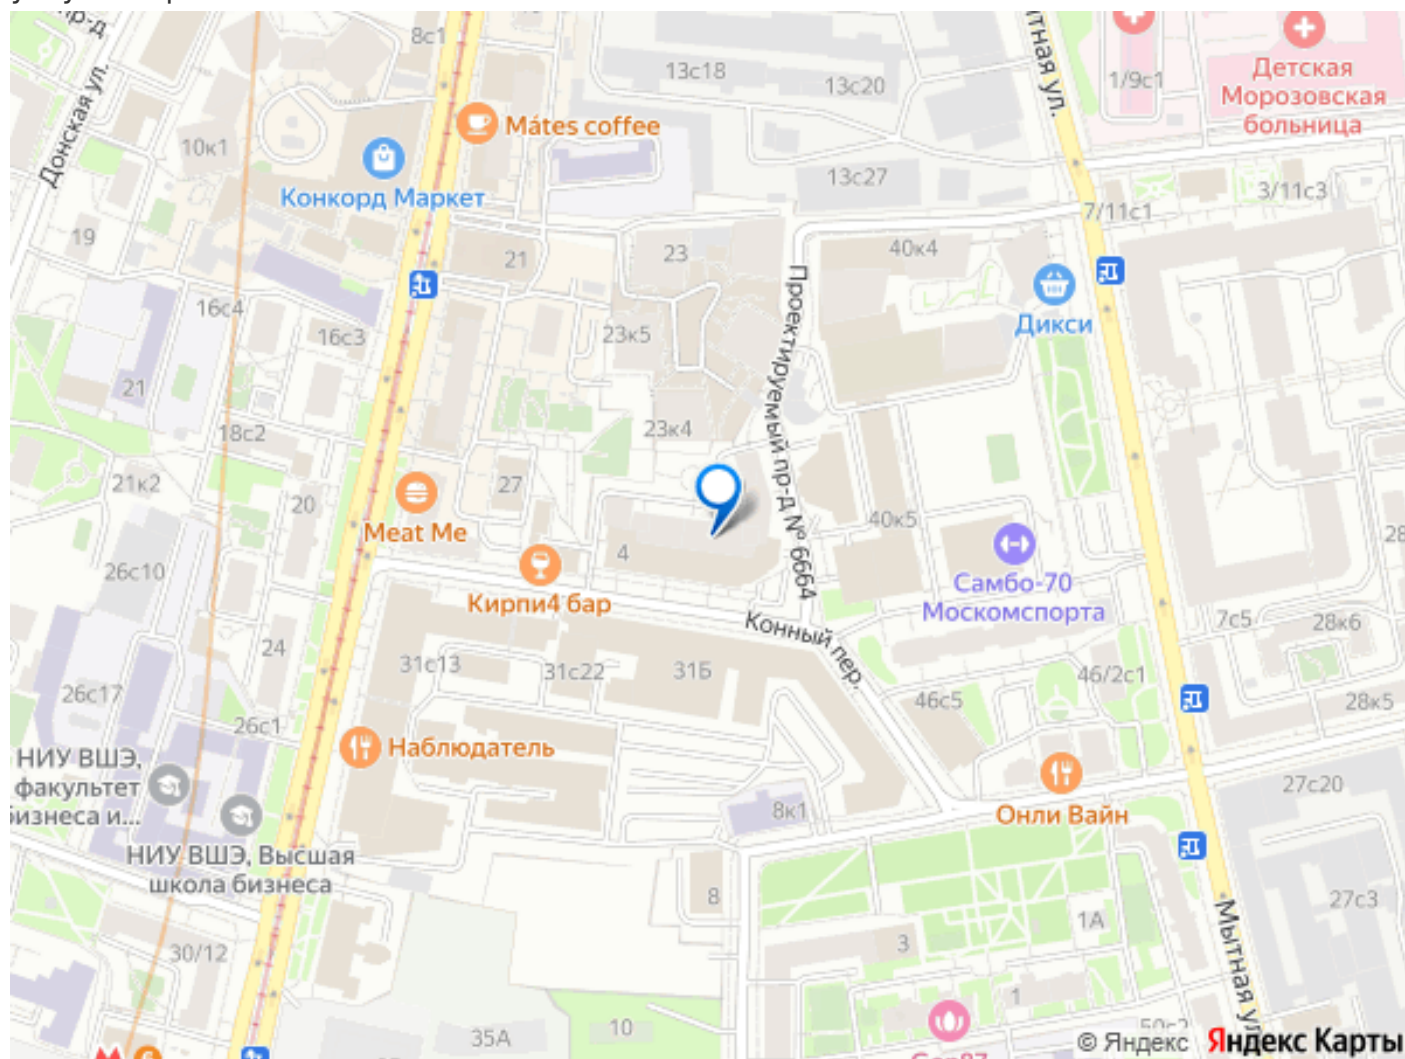 8с1
Донская ул.
Mátes coffee
13с18
13с20
Мытная ул.
1/9с1
Детская
Морозовская
больница
10к1
Конкорд Маркет
13с27
3/11с3
7/11с1
19
21
23
40к4
16с4
16с3
23к5
Дикси
Проектируемый пр-д № 6664
21
18с2
23к4
21к2
20
27
Meat Me
40к5
26с10
4
Кирпи4 бар
Самбо-70
Москомспорта
Конный пер.
7с5
28к6
24
31с13
31с22
31Б
46/2с1
26с17
46с5
28к5
26с1
Наблюдатель
НИУ ВШЭ,
факультет
бизнеса и...
27с20
8к1
Онли Вайн
НИУ ВШЭ, Высшая
школа бизнеса
8
27с3
1А
3
30/12
Мытная ул.
1
35А
10
© Яндекс
Яндекс Карты